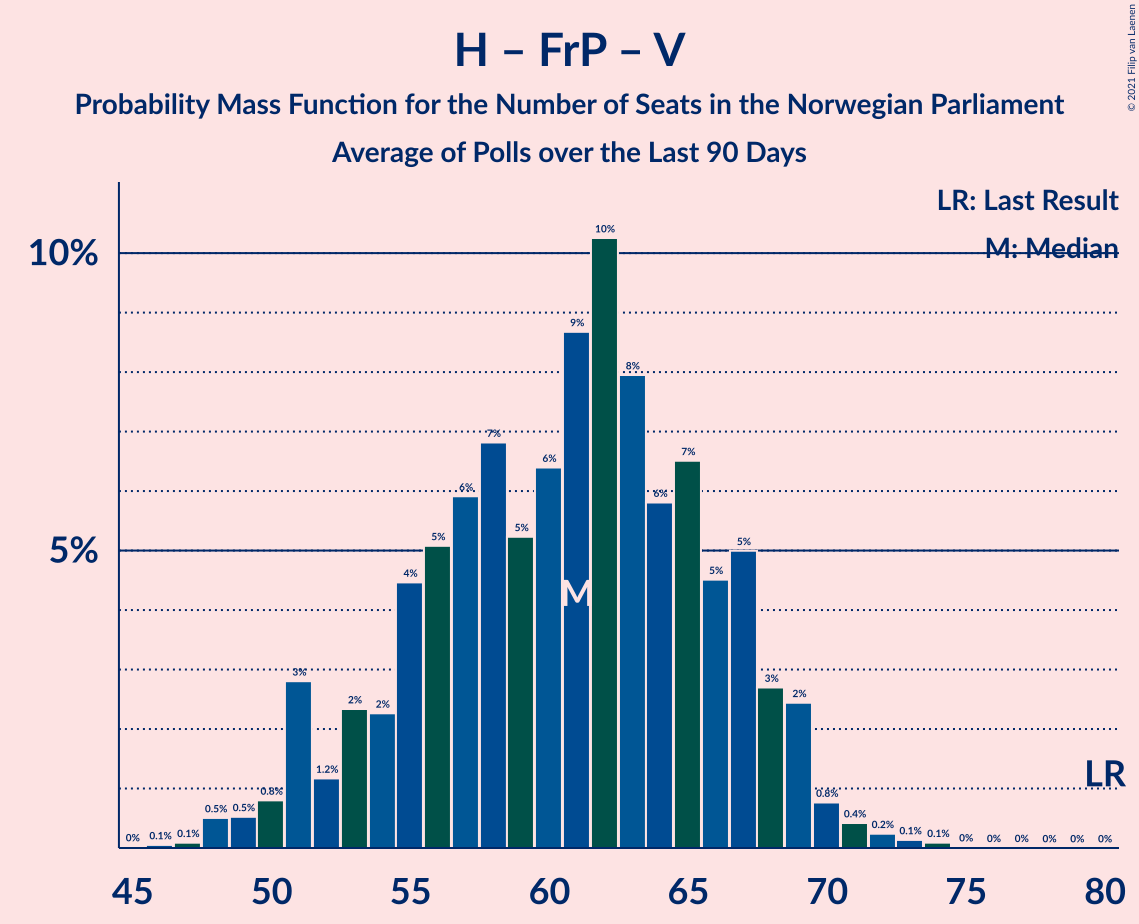 H – FrP – V
Probability Mass Function for the Number of Seats in the Norwegian Parliament
Average of Polls over the Last 90 Days
© 2021 Filip van Laenen
LR: Last Result
M: Median
10%
5%
0% 0.1% 0.1% 0.5% 0.5% 0.8% 3% 1.2% 2% 2% 4% 5% 6% 7% 5% 6% 9% 10% 8% 6% 7% 5% 5% 3% 2% 0.8% 0.4% 0.2% 0.1% 0.1% 0% 0% 0% 0% 0% 0%
M
LR
45 50 55 60 65 70 75 80